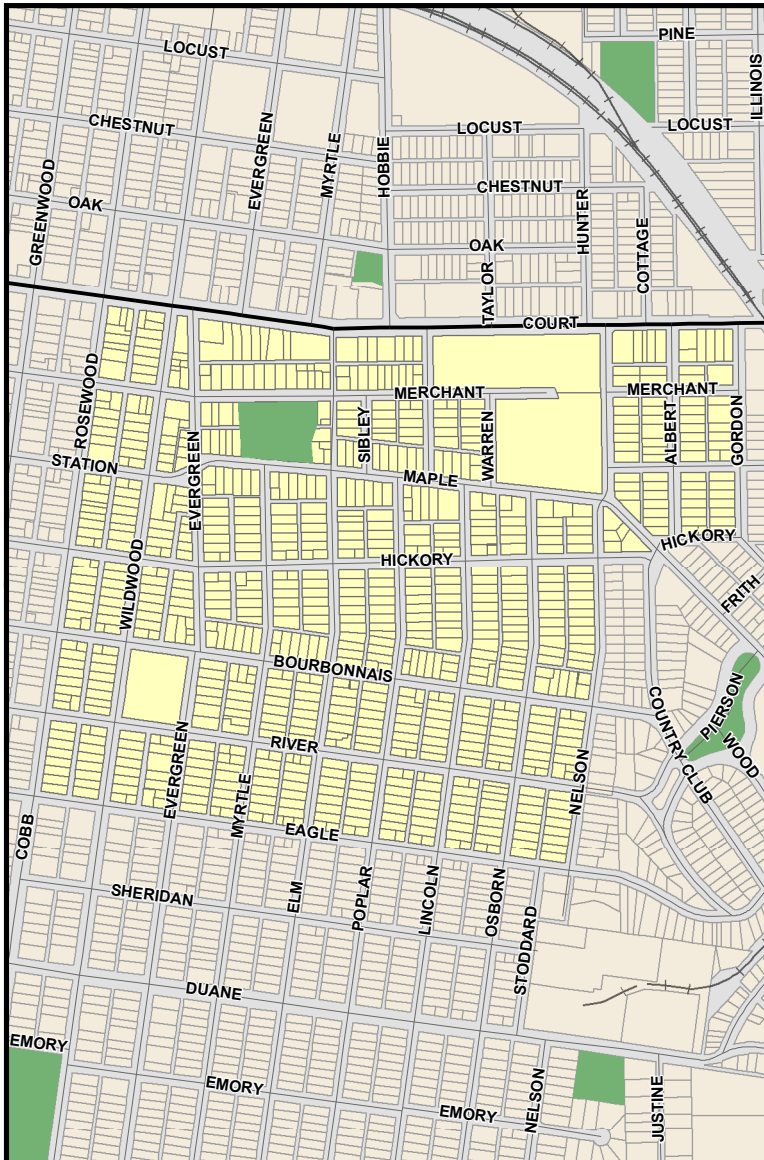 PINE
LOCUST
ILLINOIS
CHESTNUT
LOCUST
LOCUST
EVERGREEN
MYRTLE
HOBBIE
GREENWOOD
CHESTNUT
OAK
HUNTER
COTTAGE
OAK
TAYLOR
COURT
ROSEWOOD
MERCHANT
MERCHANT
SIBLEY
ALBERT
GORDON
EVERGREEN
WARREN
STATION
MAPLE
HICKORY
HICKORY
WILDWOOD
FRITH
BOURBONNAIS
PIERSON
COUNTRY CLUB
WOOD
RIVER
EVERGREEN
NELSON
MYRTLE
COBB
EAGLE
SHERIDAN
ELM
POPLAR
LINCOLN
OSBORN
STODDARD
DUANE
EMORY
EMORY
EMORY
NELSON
JUSTINE